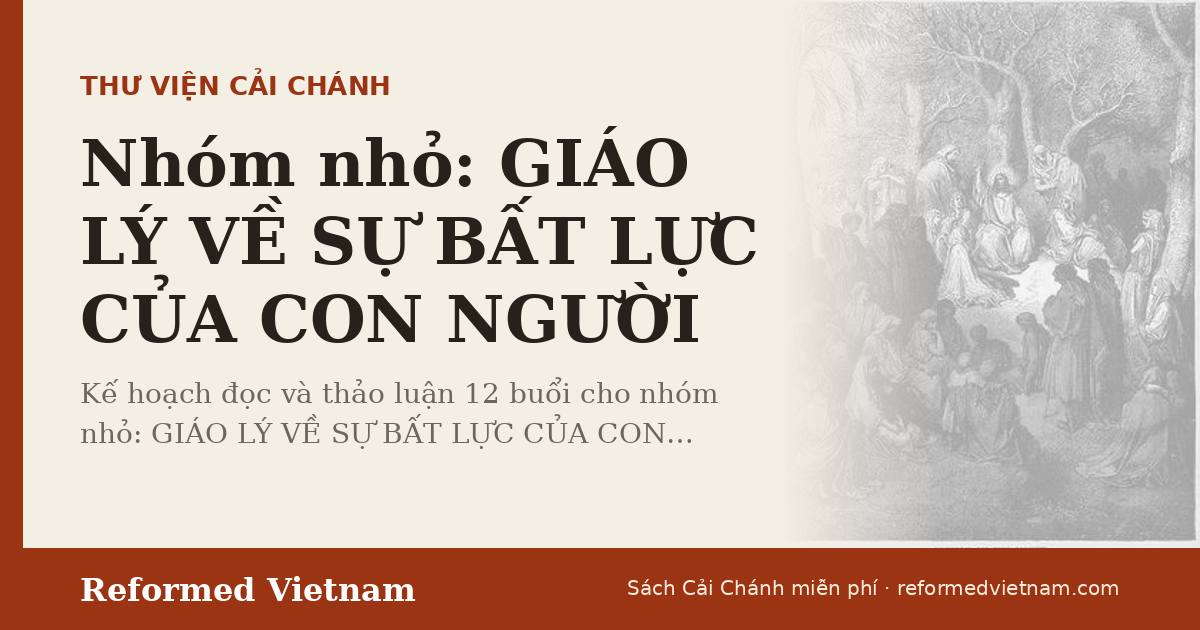 THƯ VIỆN CẢI CHÁNH
Nhóm nhỏ: GIÁO
LÝ VỀ SỰ BẤT LỰC
CỦA CON NGƯỜI
Kế hoạch đọc và thảo luận 12 buổi cho nhóm
nhỏ: GIÁO LÝ VỀ SỰ BẤT LỰC CỦA CON...
Reformed Vietnam
Sách Cải Chánh miễn phí · reformedvietnam.com